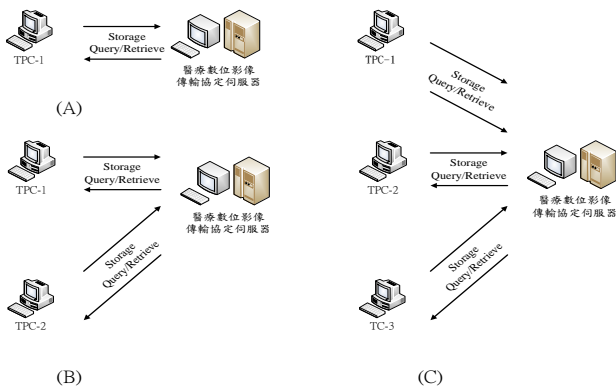 Storage
Query/Retrieve
TPC-1
醫療數位影像
傳輸協定伺服器
(A)
Storage
Query/Retrieve
TPC-1
醫療數位影像
傳輸協定伺服器
Storage
Query/Retrieve
TPC-2
(B)
TPC-1
Storage
Query/Retrieve
Storage
Query/Retrieve
TPC-2
醫療數位影像
傳輸協定伺服器
Storage
Query/Retrieve
TC-3
(C)